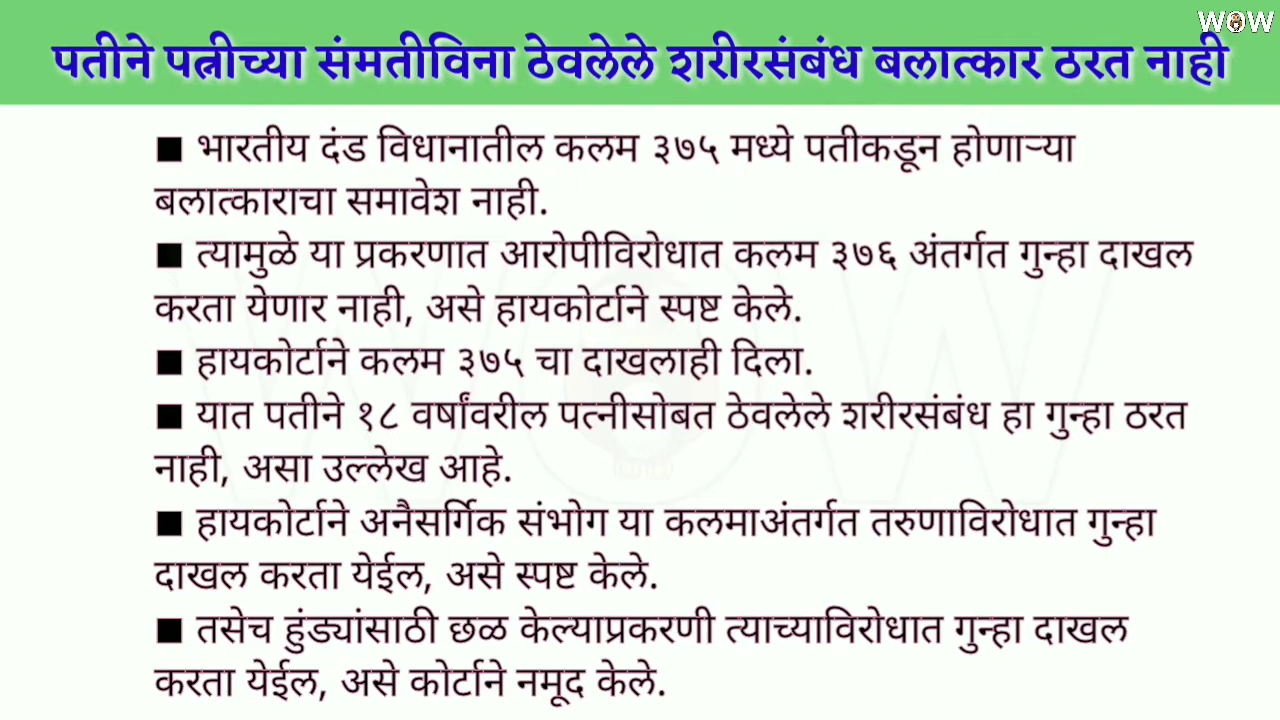 WOW
पतीने पत्नीच्या संमतीविना ठेवलेले शरीरसंबंध बलात्कार ठरत नाही
■ भारतीय दंड विधानातील कलम ३७५ मध्ये पतीकडून होणाऱ्या
बलात्काराचा समावेश नाही.
■ त्यामुळे या प्रकरणात आरोपीविरोधात कलम ३७६ अंतर्गत गुन्हा दाखल
करता येणार नाही, असे हायकोर्टाने स्पष्ट केले.
■ हायकोर्टाने कलम ३७५ चा दाखलाही दिला.
■ यात पतीने १८ वर्षांवरील पत्नीसोबत ठेवलेले शरीरसंबंध हा गुन्हा ठरत
नाही, असा उल्लेख आहे.
■ हायकोर्टाने अनैसर्गिक संभोग या कलमाअंतर्गत तरुणाविरोधात गुन्हा
दाखल करता येईल, असे स्पष्ट केले.
■ तसेच हुंड्यांसाठी छळ केल्याप्रकरणी त्याच्याविरोधात गुन्हा दाखल
करता येईल, असे कोर्टाने नमूद केले.